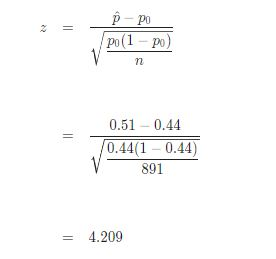 z = p̂ − p₀
√ p₀(1 − p₀)
n
= 0.51 − 0.44
√ 0.44(1 − 0.44)
891
= 4.209